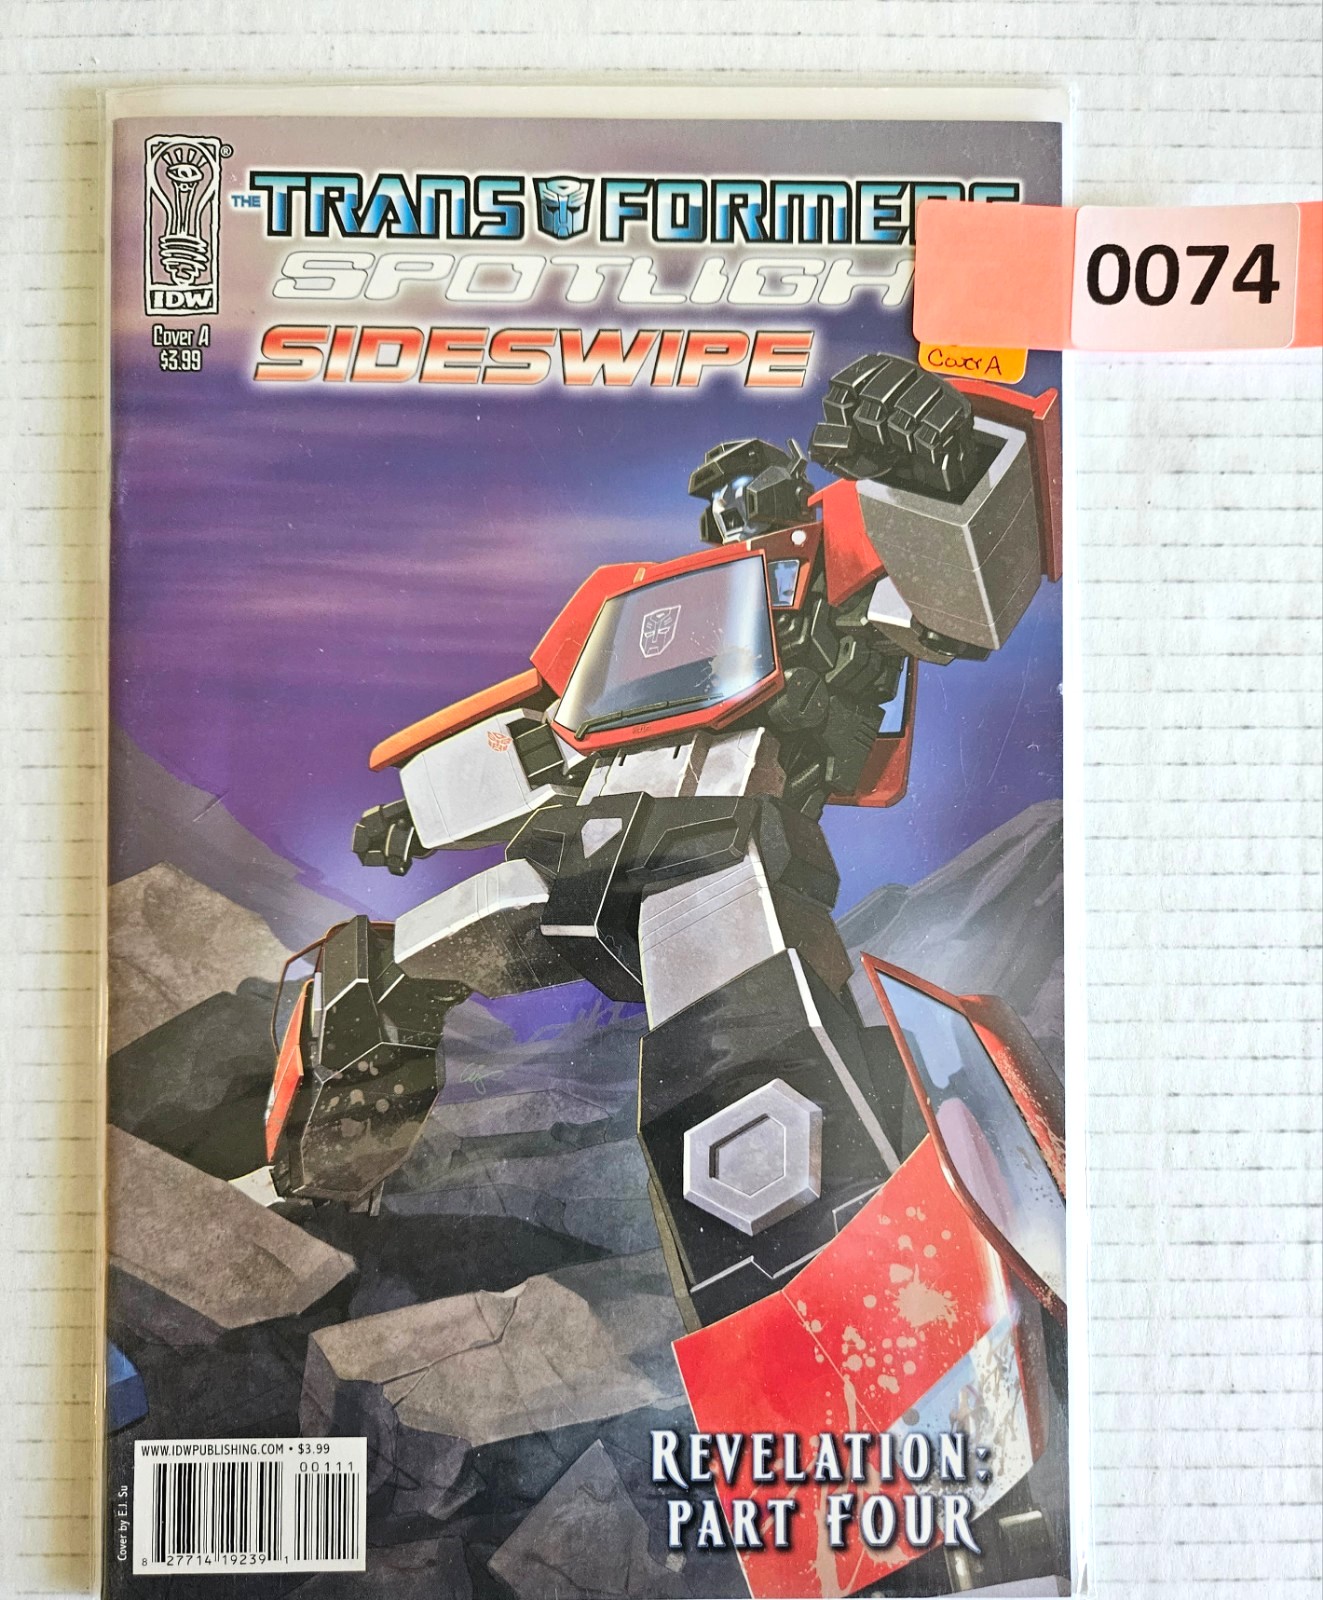 THE TRANSFORMERS
SPOTLIGHT
SIDESWIPE
IDW
®
Cover A
$3.99
0074
Cover A
REVELATION:
PART FOUR
WWW.IDWPUBLISHING.COM • $3.99
00111
8 27714 19239 1
Cover by E.J. Su